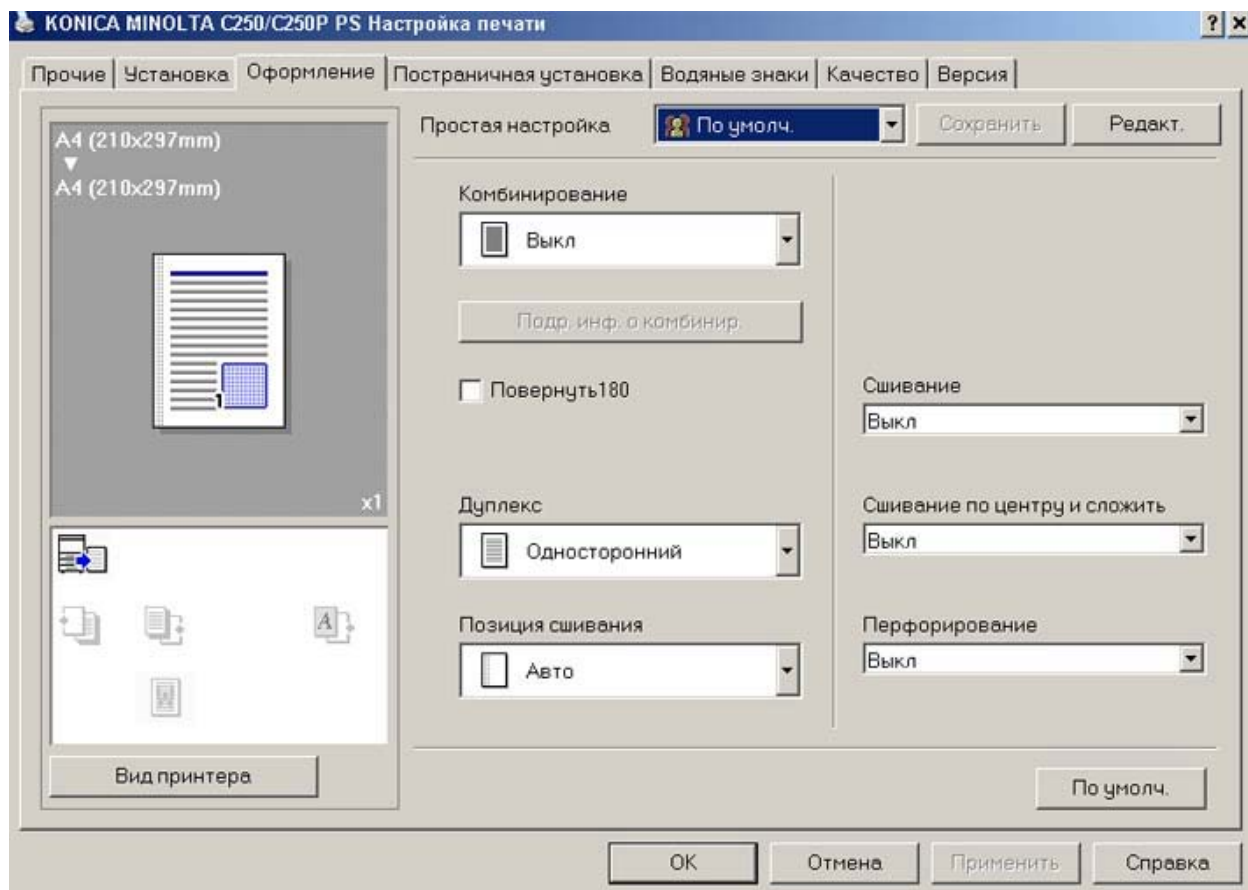 KONICA MINOLTA C250/C250P PS Настройка печати
Прочие Установка Оформление Постраничная установка Водяные знаки Качество Версия
A4 (210x297mm)
A4 (210x297mm)
1
x1
Вид принтера
Простая настройка По умолч. Сохранить Редакт.
Комбинирование
Выкл
Подр. инф. о комбинир.
Повернуть180
Дуплекс
Односторонний
Позиция сшивания
Авто
Сшивание
Выкл
Сшивание по центру и сложить
Выкл
Перфорирование
Выкл
По умолч.
OK Отмена Применить Справка